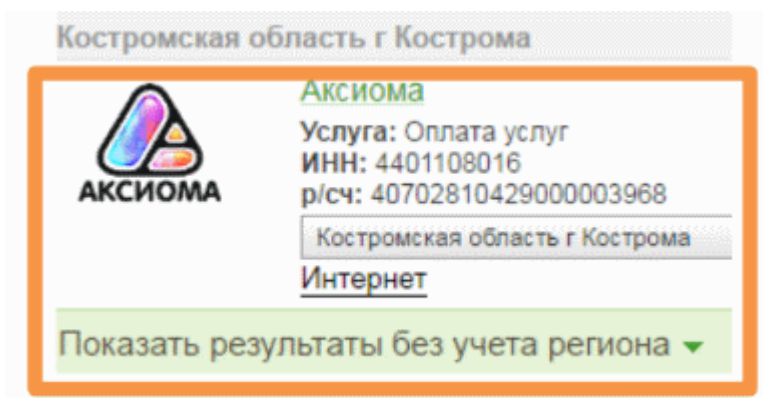 Костромская область г Кострома
Аксиома
Услуга: Оплата услуг
ИНН: 4401108016
р/сч: 40702810429000003968
АКСИОМА
Костромская область г Кострома
Интернет
Показать результаты без учета региона